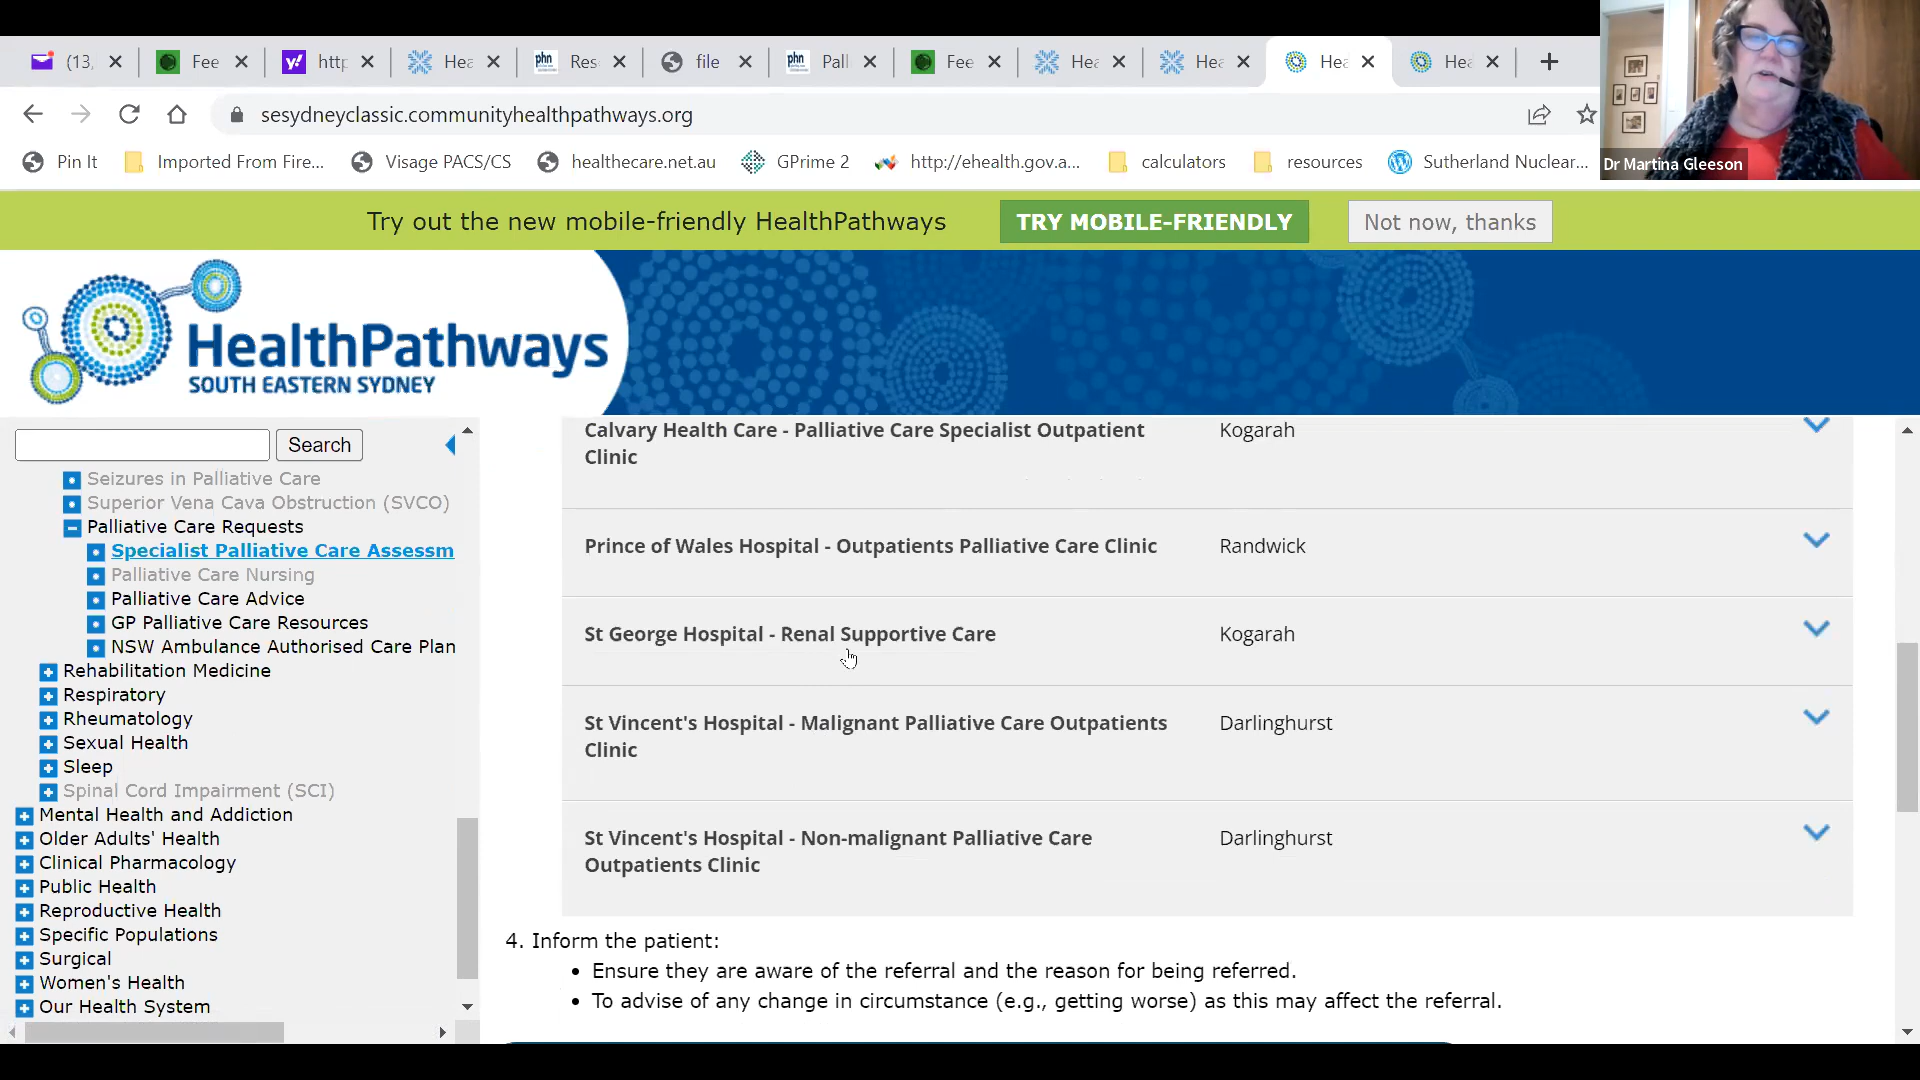 (13,
Fee
http
Hea
phn
Res
file
phn
Pall
Fee
Hea
Hea
Hea
Hea
sesydneyclassic.communityhealthpathways.org
Pin It
Imported From Fire...
Visage PACS/CS
healthecare.net.au
GPrime 2
http://ehealth.gov.a...
calculators
resources
Sutherland Nuclear...
Dr Martina Gleeson
Try out the new mobile-friendly HealthPathways
TRY MOBILE-FRIENDLY
Not now, thanks
HealthPathways
SOUTH EASTERN SYDNEY
Search
Seizures in Palliative Care
Superior Vena Cava Obstruction (SVCO)
Palliative Care Requests
Specialist Palliative Care Assessm
Palliative Care Nursing
Palliative Care Advice
GP Palliative Care Resources
NSW Ambulance Authorised Care Plan
Rehabilitation Medicine
Respiratory
Rheumatology
Sexual Health
Sleep
Spinal Cord Impairment (SCI)
Mental Health and Addiction
Older Adults' Health
Clinical Pharmacology
Public Health
Reproductive Health
Specific Populations
Surgical
Women's Health
Our Health System
Calvary Health Care - Palliative Care Specialist Outpatient
Clinic
Kogarah
Prince of Wales Hospital - Outpatients Palliative Care Clinic
Randwick
St George Hospital - Renal Supportive Care
Kogarah
St Vincent's Hospital - Malignant Palliative Care Outpatients
Clinic
Darlinghurst
St Vincent's Hospital - Non-malignant Palliative Care
Outpatients Clinic
Darlinghurst
4. Inform the patient:
• Ensure they are aware of the referral and the reason for being referred.
• To advise of any change in circumstance (e.g., getting worse) as this may affect the referral.